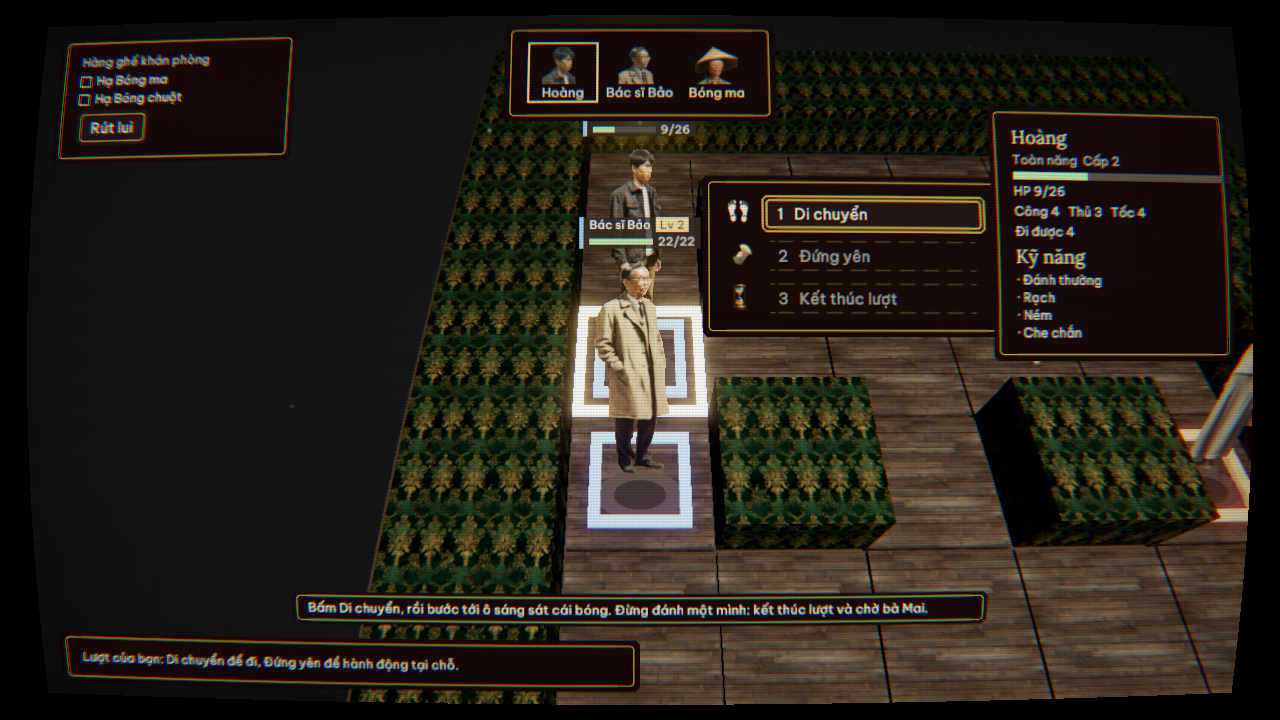 Hàng ghế khán phòng
Hạ Bóng ma
Hạ Bóng chuột
Rút lui
Hoàng
Bác sĩ Bảo
Bóng ma
9/26
Bác sĩ Bảo Lv 2
22/22
1 Di chuyển
2 Đứng yên
3 Kết thúc lượt
Hoàng
Toàn năng Cấp 2
HP 9/26
Công 4 Thủ 3 Tốc 4
Đi được 4
Kỹ năng
· Đánh thường
· Rạch
· Ném
· Che chắn
Bấm Di chuyển, rồi bước tới ô sáng sát cái bóng. Đừng đánh một mình: kết thúc lượt và chờ bà Mai.
Lượt của bạn: Di chuyển để đi, Đứng yên để hành động tại chỗ.